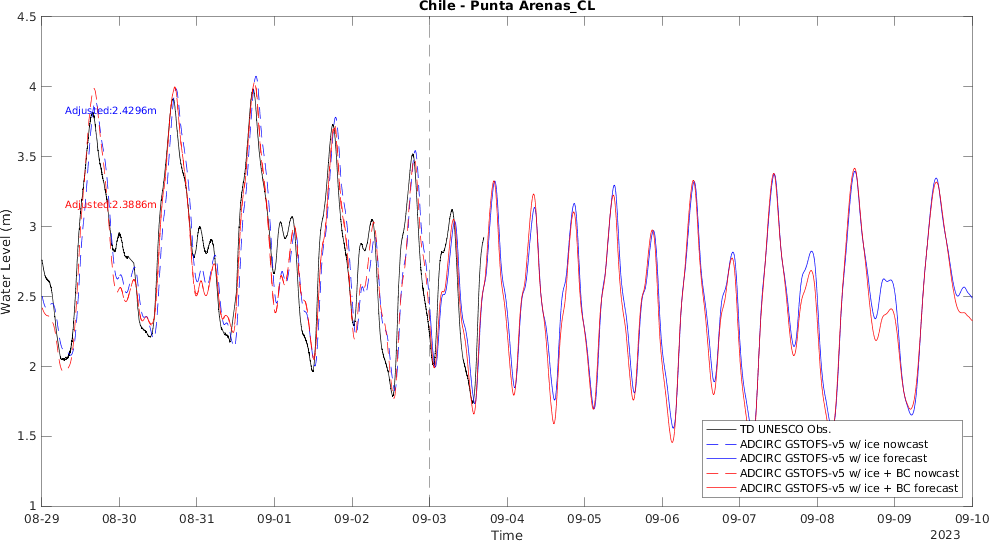 Chile - Punta Arenas_CL
4.5
4
3.5
3
2.5
2
1.5
1
Water Level (m)
Adjusted:2.4296m
Adjusted:2.3886m
TD UNESCO Obs.
ADCIRC GSTOFS-v5 w/ ice nowcast
ADCIRC GSTOFS-v5 w/ ice forecast
ADCIRC GSTOFS-v5 w/ ice + BC nowcast
ADCIRC GSTOFS-v5 w/ ice + BC forecast
08-29 08-30 08-31 09-01 09-02 09-03 09-04 09-05 09-06 09-07 09-08 09-09 09-10
Time
2023